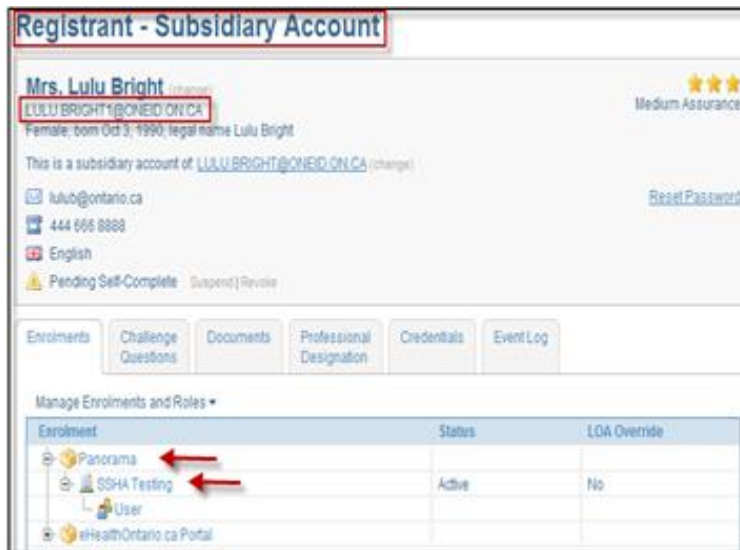 Registrant - Subsidiary Account
Mrs. Lulu Bright (change)
LULU.BRIGHT1@ONEID.ON.CA
Medium Assurance
Female, born Oct 3, 1990, legal name Lulu Bright
This is a subsidiary account of: LULU.BRIGHT@ONEID.ON.CA (change)
lulub@ontario.ca
Reset Password
444 666 8888
English
Pending Self-Complete Suspend | Revoke
Enrolments Challenge Questions Documents Professional Designation Credentials Event Log
Manage Enrolments and Roles
Enrolment Status LOA Override
Panorama
SSHA Testing Active No
User
eHealthOntario.ca Portal